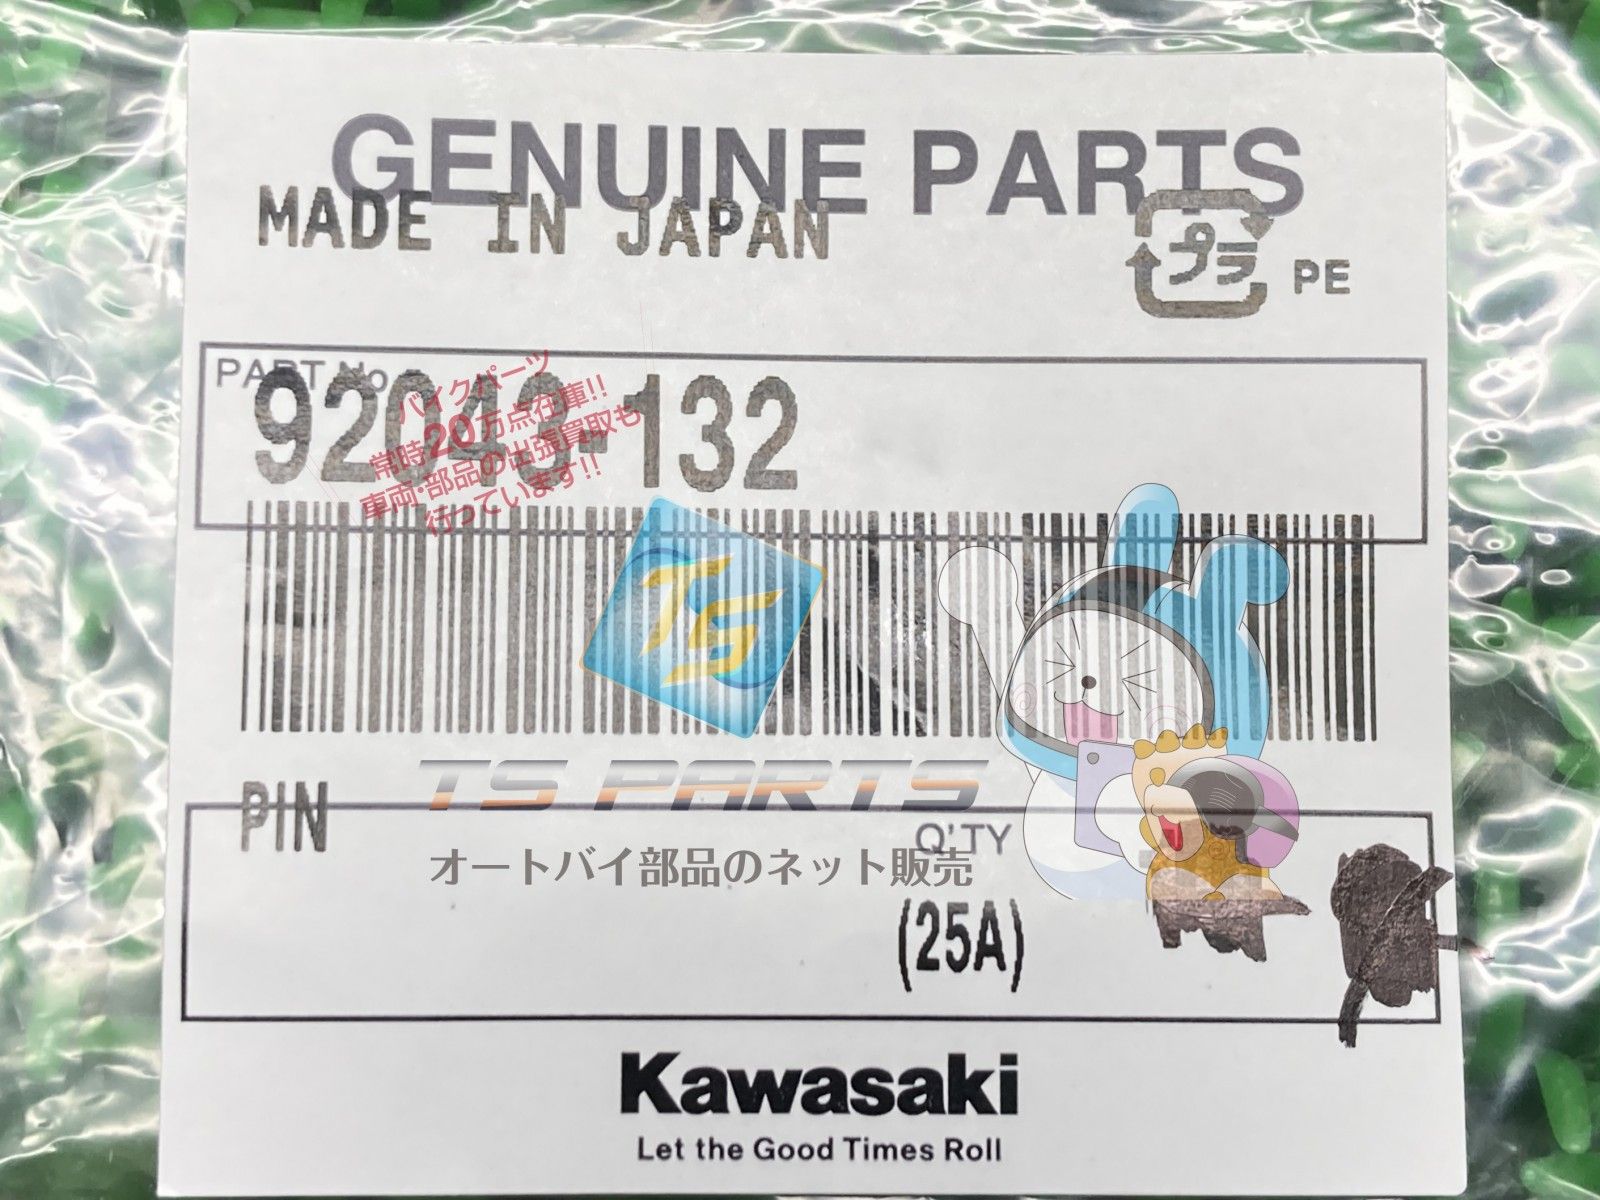 GENUINE PARTS
MADE IN JAPAN
プラ
PE
PART No.
92043-132
バイクパーツ
常時20万点在庫!!
車両・部品の出張買取も
行っています!!
TS
PIN
TS PARTS
Q'TY
オートバイ部品のネット販売
(25A)
Kawasaki
Let the Good Times Roll